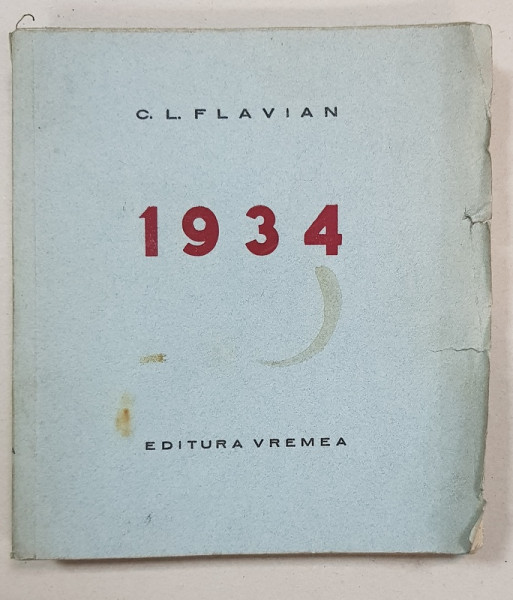 C. L. FLAVIAN
1934
EDITURA VREMEA